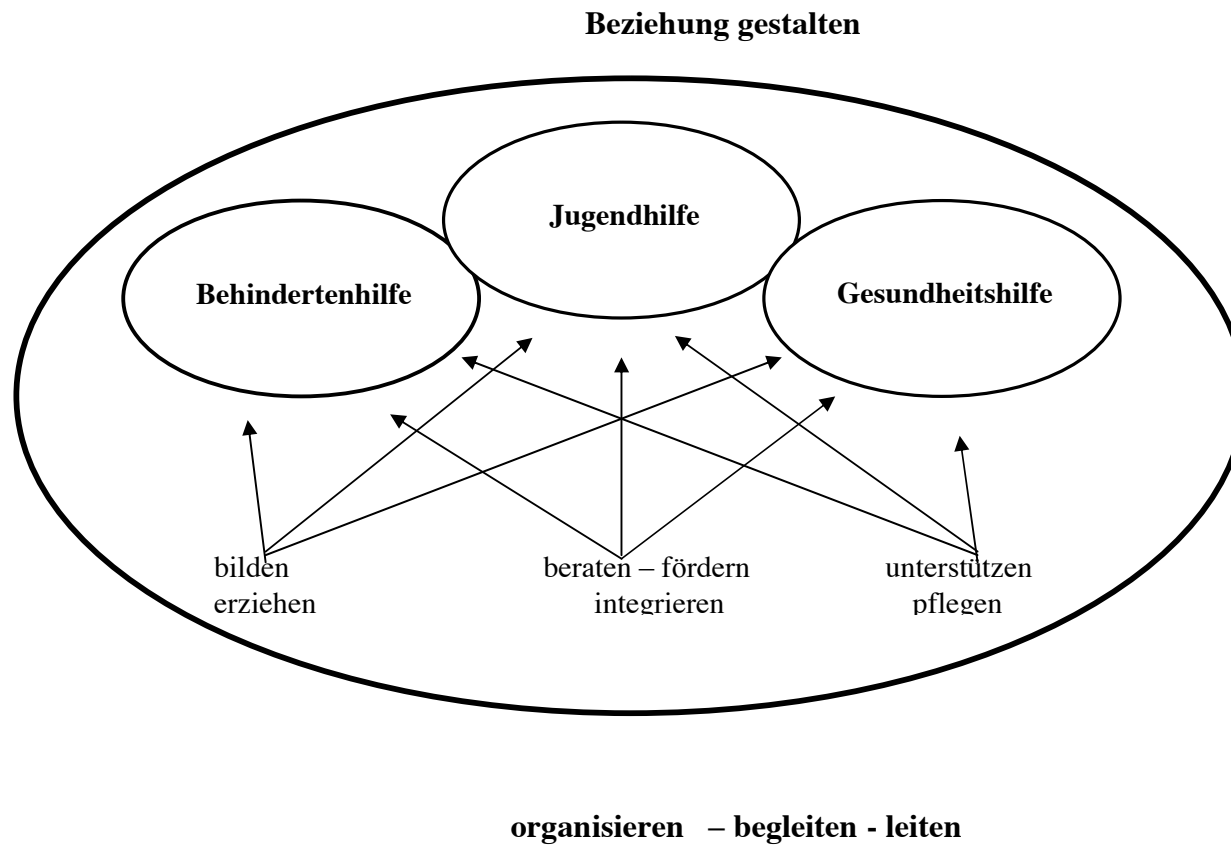 Beziehung gestalten
Jugendhilfe
Behindertenhilfe
Gesundheitshilfe
bilden
erziehen
beraten – fördern
integrieren
unterstützen
pflegen
organisieren – begleiten - leiten